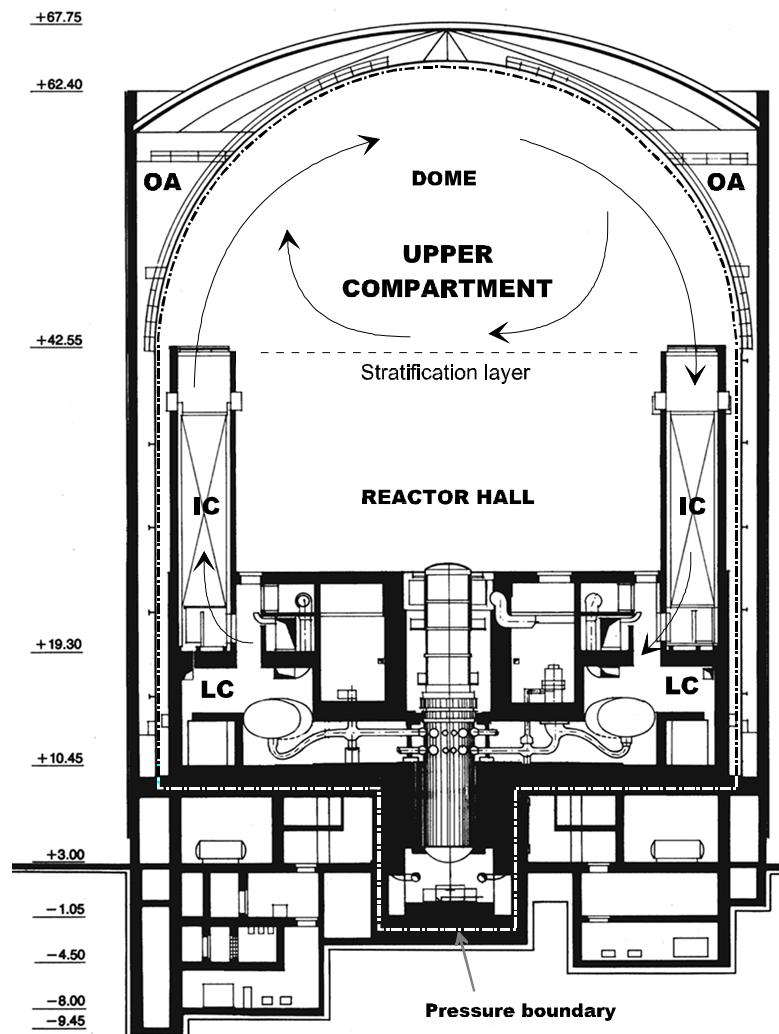 +67.75
+62.40
OA
OA
DOME
UPPER
COMPARTMENT
+42.55
Stratification layer
IC
REACTOR HALL
IC
+19.30
LC
LC
+10.45
+3.00
−1.05
−4.50
−8.00
−9.45
Pressure boundary